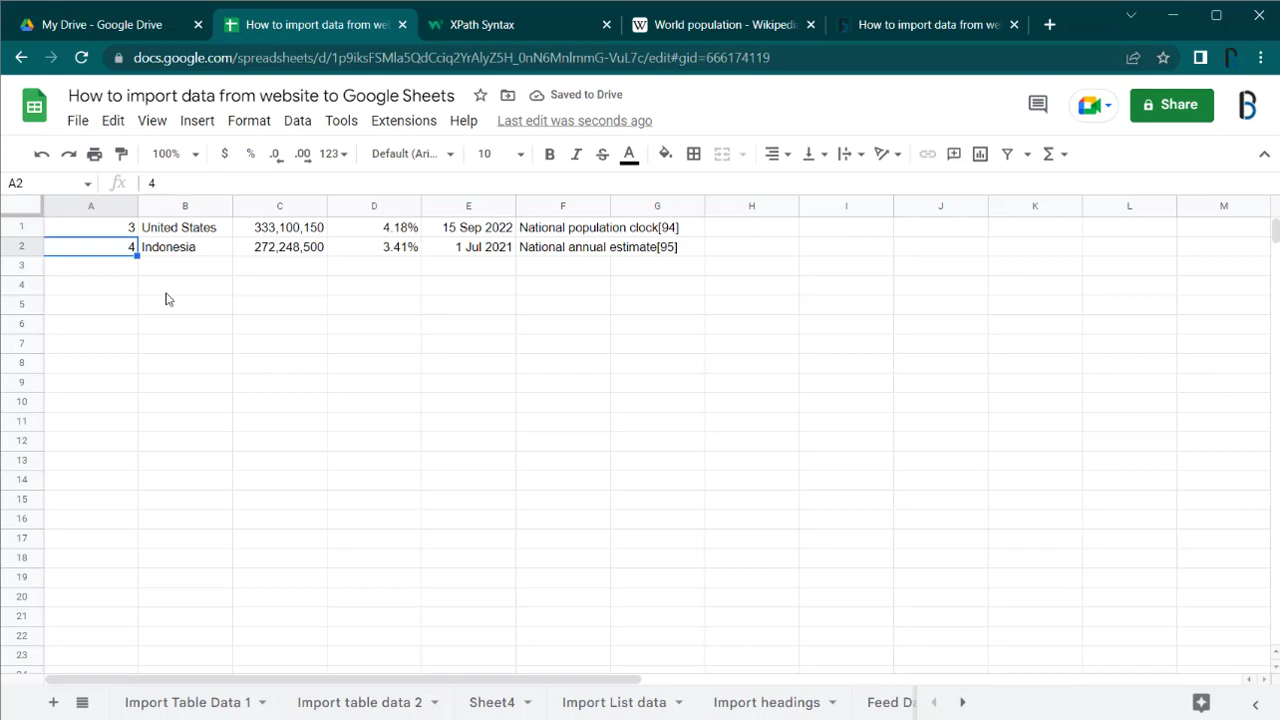 My Drive - Google Drive
How to import data from we
XPath Syntax
World population - Wikiped
How to import data from we
docs.google.com/spreadsheets/d/1p9iksFSMla5QdCciq2YrAlyZ5H_0nN6MnlmmG-VuL7c/edit#gid=666174119
How to import data from website to Google Sheets
Saved to Drive
File Edit View Insert Format Data Tools Extensions Help Last edit was seconds ago
Share
100% $ % .0 .00 123 Default (Ari... 10 B I S A
A2 fx 4
A B C D E F G H I J K L M
1 3 United States 333,100,150 4.18% 15 Sep 2022 National population clock[94]
2 4 Indonesia 272,248,500 3.41% 1 Jul 2021 National annual estimate[95]
3
4
5
6
7
8
9
10
11
12
13
14
15
16
17
18
19
20
21
22
23
Import Table Data 1 Import table data 2 Sheet4 Import List data Import headings Feed D